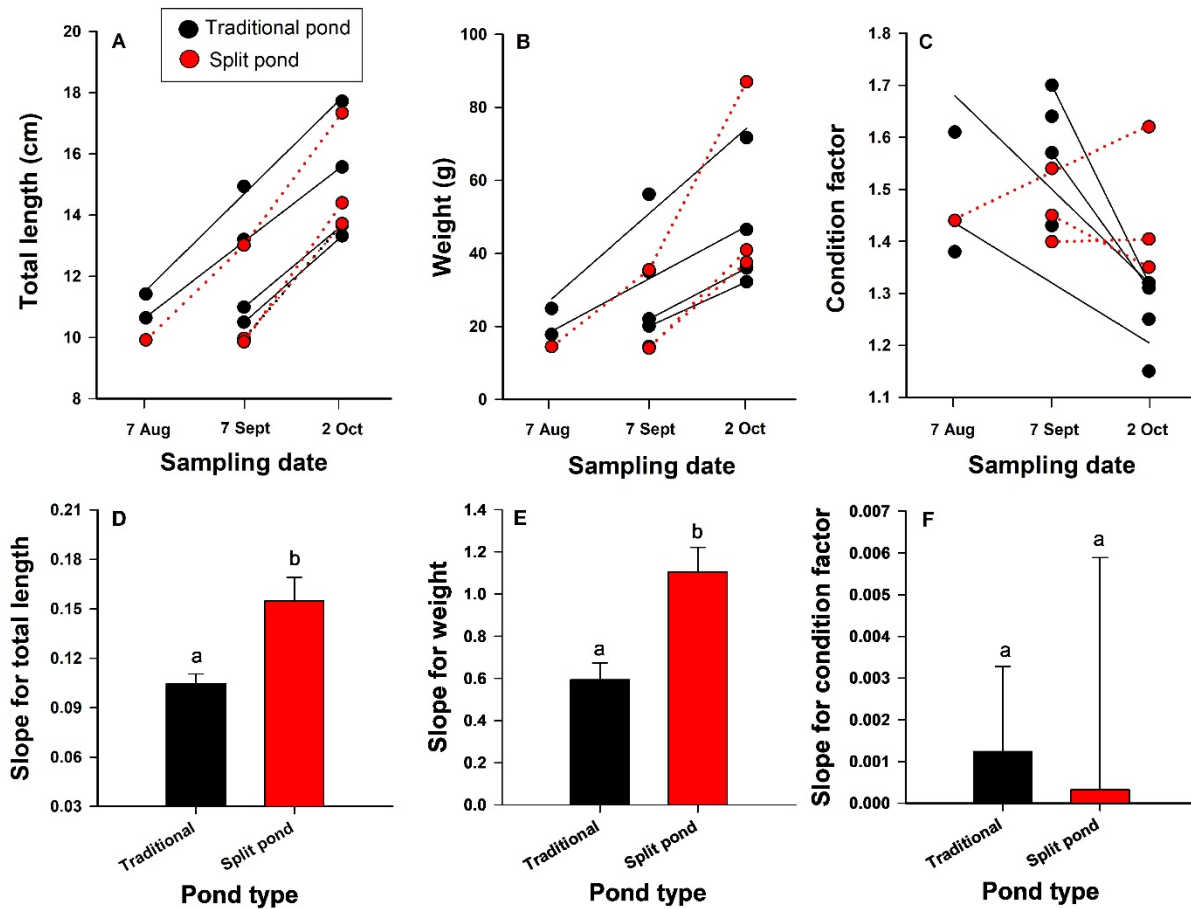 A
Traditional pond
Split pond
20
18
16
14
12
10
8
Total length (cm)
7 Aug
7 Sept
2 Oct
Sampling date
B
100
80
60
40
20
0
Weight (g)
7 Aug
7 Sept
2 Oct
Sampling date
C
1.8
1.7
1.6
1.5
1.4
1.3
1.2
1.1
Condition factor
7 Aug
7 Sept
2 Oct
Sampling date
D
0.21
0.18
0.15
0.12
0.09
0.06
0.03
Slope for total length
a
b
Traditional
Split pond
Pond type
E
1.4
1.2
1.0
0.8
0.6
0.4
0.2
0.0
Slope for weight
a
b
Traditional
Split pond
Pond type
F
0.007
0.006
0.005
0.004
0.003
0.002
0.001
0.000
Slope for condition factor
a
a
Traditional
Split pond
Pond type